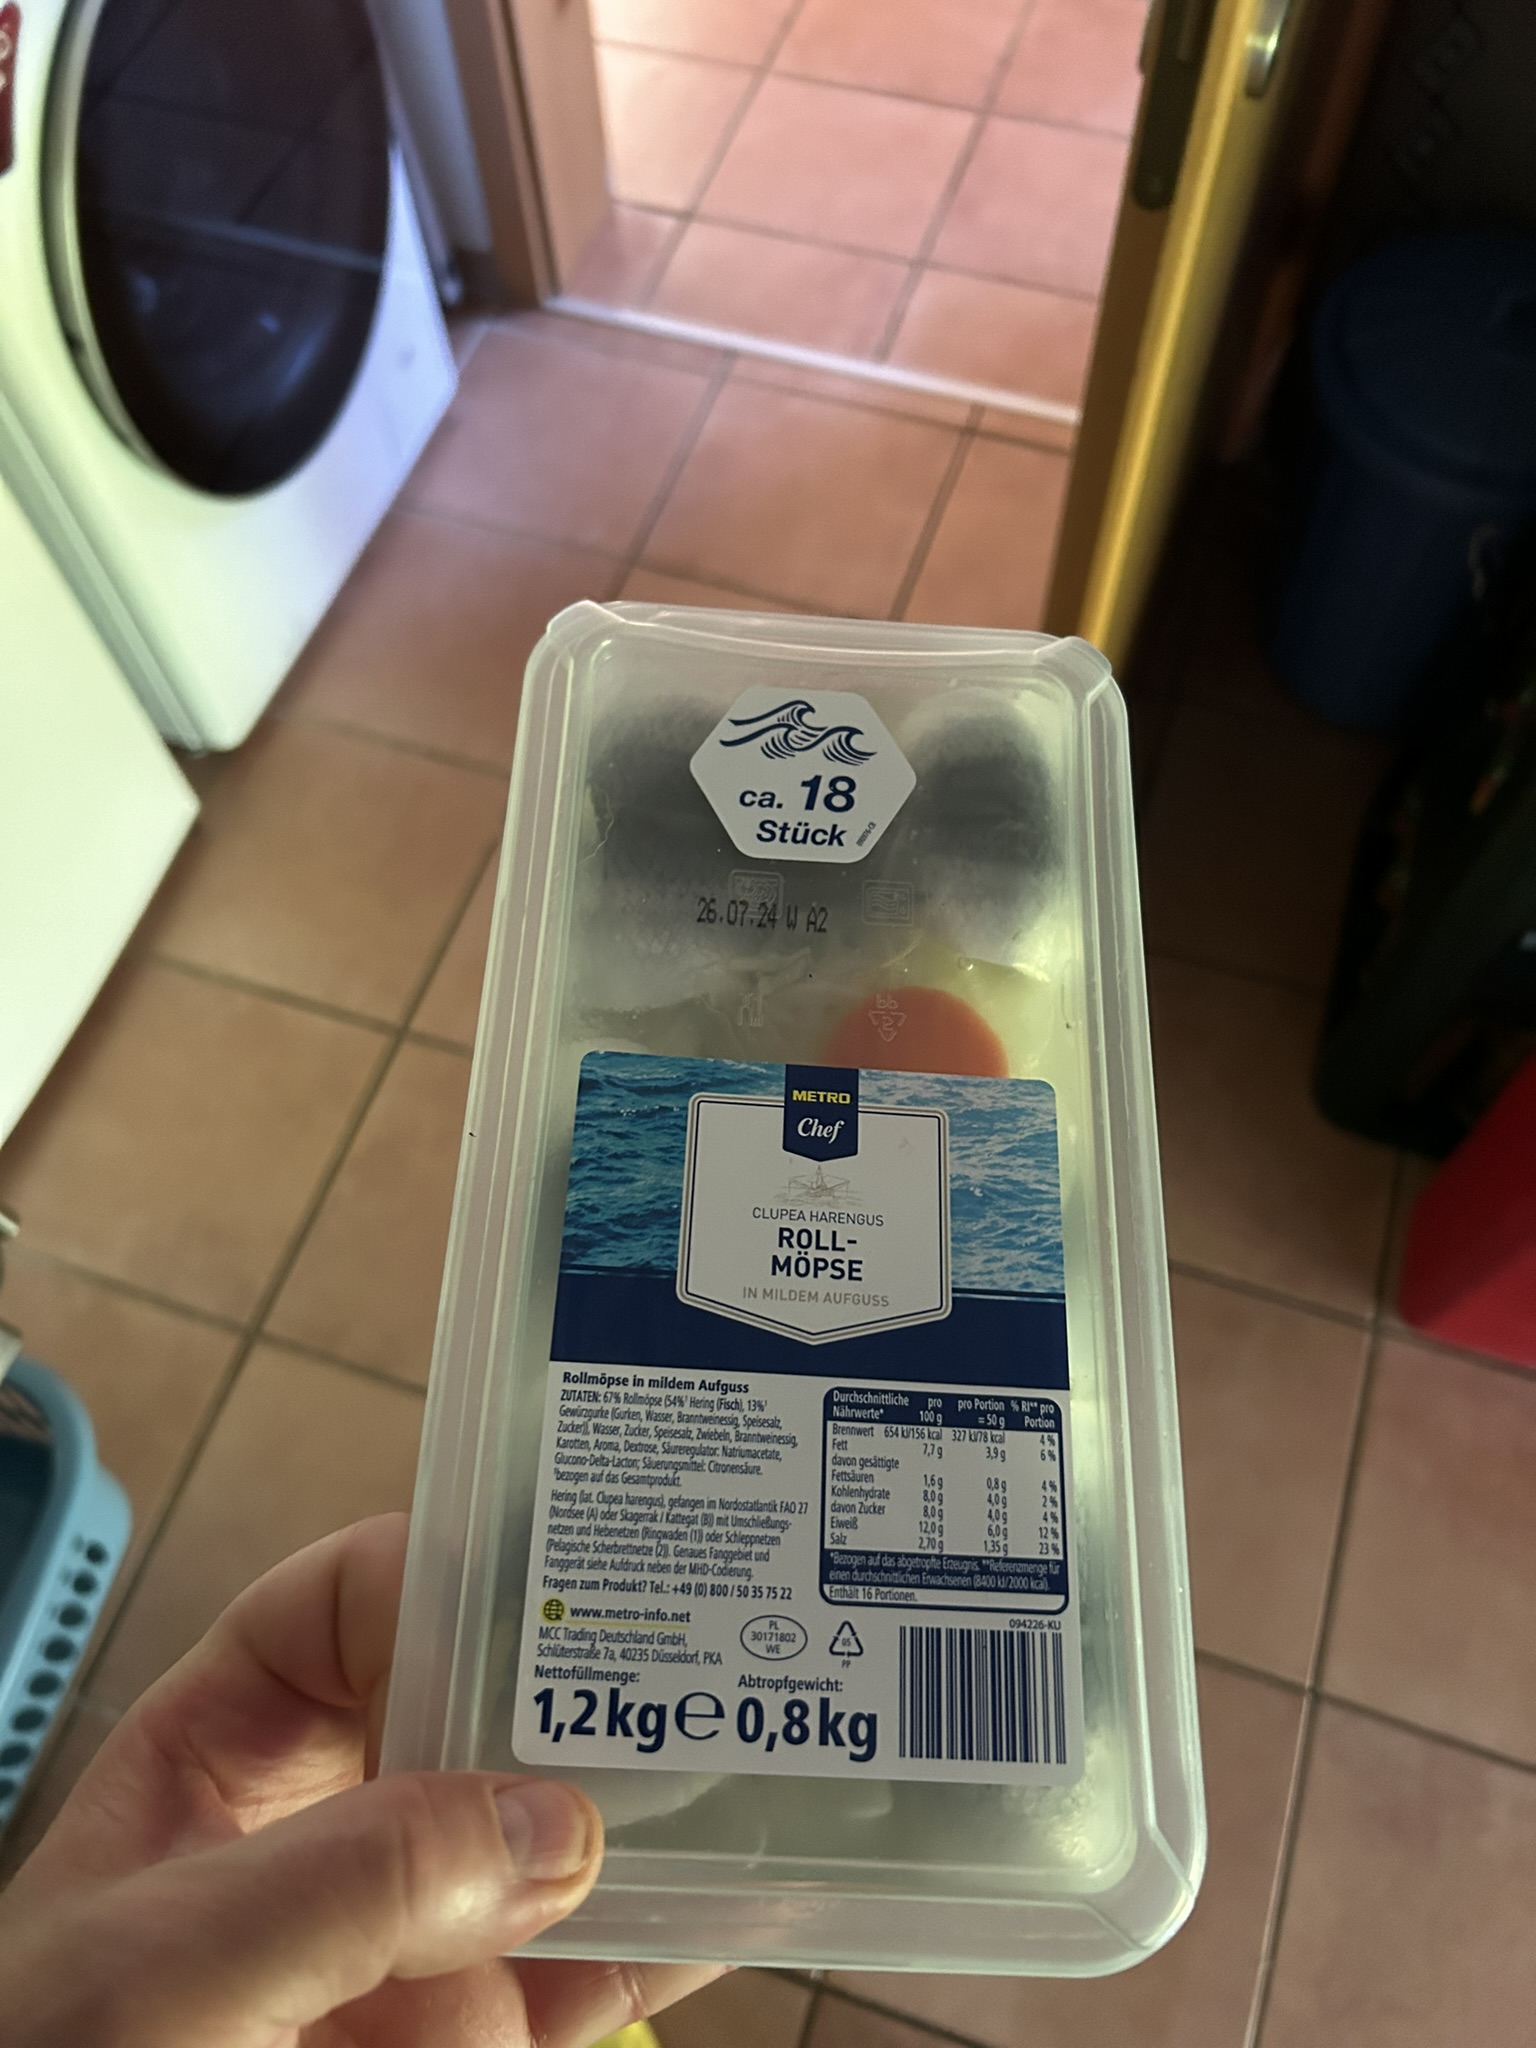 ca. 18
Stück
26.07.24 W A2
METRO
Chef
CLUPEA HARENGUS
ROLL-
MÖPSE
IN MILDEM AUFGUSS
Rollmöpse in mildem Aufguss
ZUTATEN: 67% Rollmöpse (54%¹ Hering (Fisch), 13%¹
Gewürzgurke (Gurken, Wasser, Branntweinessig, Speisesalz,
Zucker)), Wasser, Zucker, Speisesalz, Zwiebeln, Branntweinessig,
Karotten, Aroma, Dextrose, Säureregulator: Natriumacetate,
Glucono-Delta-Lacton; Säuerungsmittel: Citronensäure.
¹bezogen auf das Gesamtprodukt.
Hering (lat. Clupea harengus), gefangen im Nordostatlantik FAO 27
(Nordsee (A) oder Skagerrak / Kattegat (B)) mit Umschließungs-
netzen und Hebenetzen (Ringwaden (1)) oder Schleppnetzen
(Pelagische Scherbrettnetze (2)). Genaues Fanggebiet und
Fanggerät siehe Aufdruck neben der MHD-Codierung.
Fragen zum Produkt? Tel.: +49 (0) 800 / 50 35 75 22
www.metro-info.net
MCC Trading Deutschland GmbH,
Schlüterstraße 7a, 40235 Düsseldorf, PKA
Durchschnittliche Nährwerte* pro 100 g pro Portion = 50 g % RI** pro Portion
Brennwert 654 kJ/156 kcal 327 kJ/78 kcal 4 %
Fett 7,7 g 3,9 g 6 %
davon gesättigte
Fettsäuren 1,6 g 0,8 g 4 %
Kohlenhydrate 8,0 g 4,0 g 2 %
davon Zucker 8,0 g 4,0 g 4 %
Eiweiß 12,0 g 6,0 g 12 %
Salz 2,70 g 1,35 g 23 %
*Bezogen auf das abgetropfte Erzeugnis. **Referenzmenge für
einen durchschnittlichen Erwachsenen (8400 kJ/2000 kcal).
Enthält 16 Portionen.
094226-KU
PL
30171802
WE
05
PP
Nettofüllmenge:
1,2 kg e
Abtropfgewicht:
0,8 kg